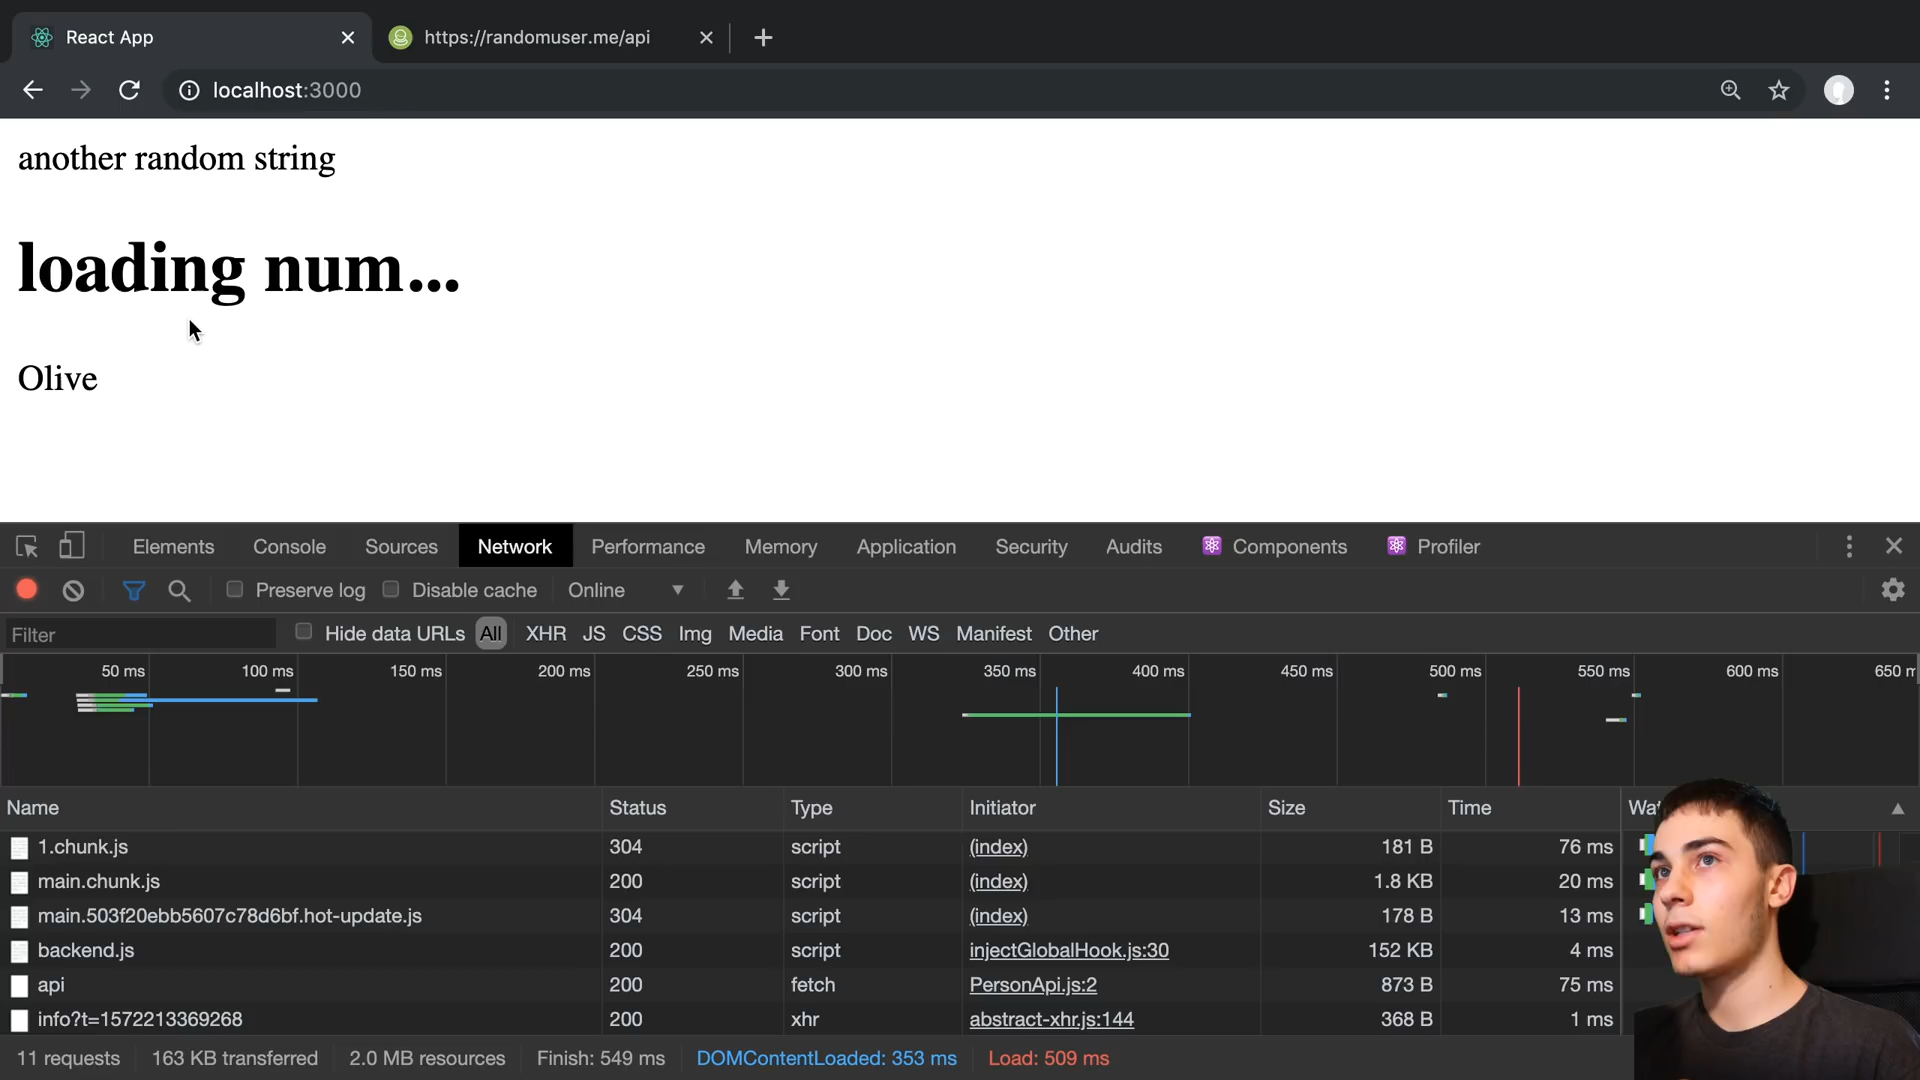 React App
https://randomuser.me/api
localhost:3000
another random string
loading num...
Olive
Elements Console Sources Network Performance Memory Application Security Audits Components Profiler
Preserve log Disable cache Online
Filter Hide data URLs All XHR JS CSS Img Media Font Doc WS Manifest Other
50 ms 100 ms 150 ms 200 ms 250 ms 300 ms 350 ms 400 ms 450 ms 500 ms 550 ms 600 ms 650 m
Name Status Type Initiator Size Time Wat
1.chunk.js 304 script (index) 181 B 76 ms
main.chunk.js 200 script (index) 1.8 KB 20 ms
main.503f20ebb5607c78d6bf.hot-update.js 304 script (index) 178 B 13 ms
backend.js 200 script injectGlobalHook.js:30 152 KB 4 ms
api 200 fetch PersonApi.js:2 873 B 75 ms
info?t=1572213369268 200 xhr abstract-xhr.js:144 368 B 1 ms
11 requests 163 KB transferred 2.0 MB resources Finish: 549 ms DOMContentLoaded: 353 ms Load: 509 ms